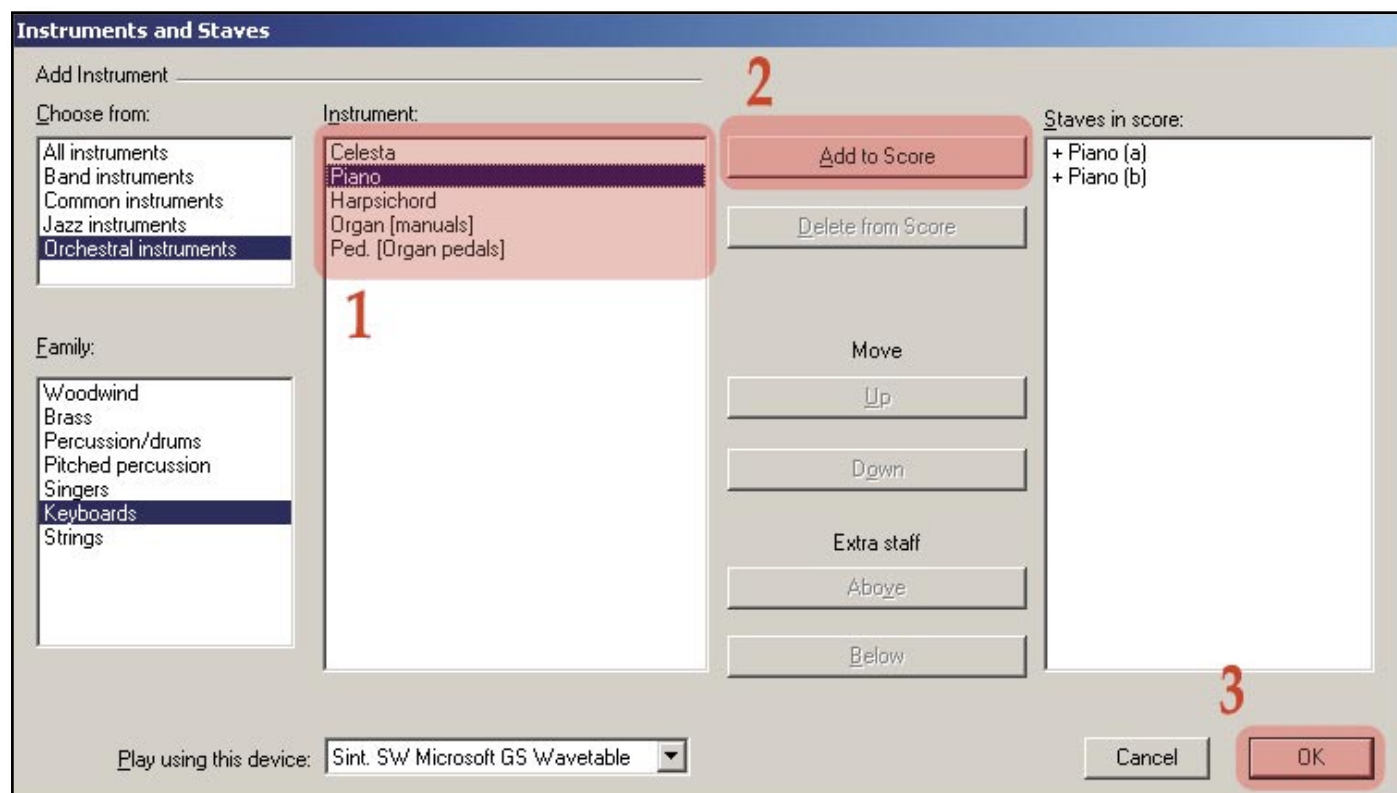 Instruments and Staves
Add Instrument
Choose from:
All instruments
Band instruments
Common instruments
Jazz instruments
Orchestral instruments
Family:
Woodwind
Brass
Percussion/drums
Pitched percussion
Singers
Keyboards
Strings
Instrument:
Celesta
Piano
Harpsichord
Organ [manuals]
Ped. [Organ pedals]
1
2
Add to Score
Delete from Score
Move
Up
Down
Extra staff
Above
Below
Staves in score:
+ Piano (a)
+ Piano (b)
Play using this device: Sint. SW Microsoft GS Wavetable
3
Cancel
OK